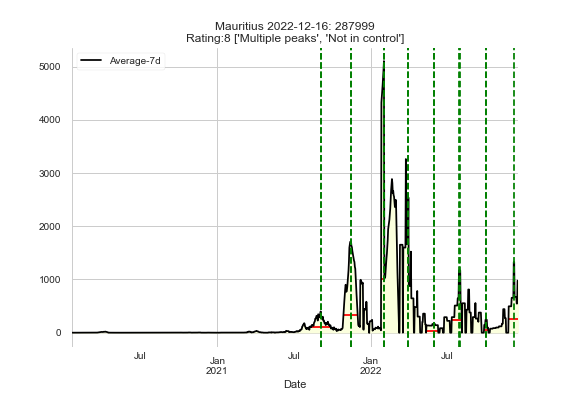 Mauritius 2022-12-16: 287999
Rating:8 ['Multiple peaks', 'Not in control']
Average-7d
5000
4000
3000
2000
1000
0
Jul
Jan
2021
Jul
Jan
2022
Jul
Date